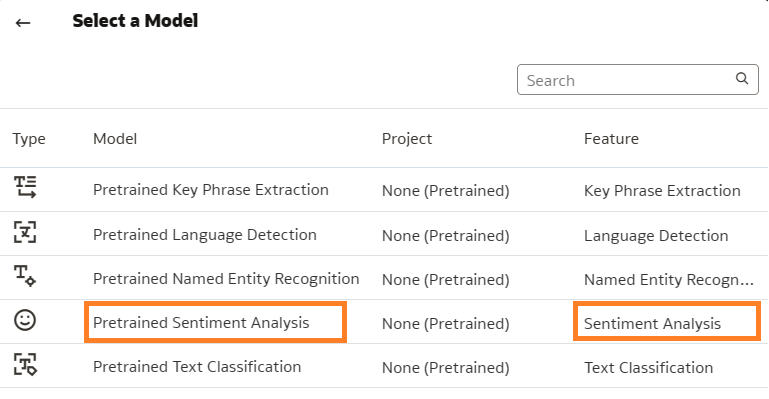 Select a Model
Search
Type Model Project Feature
Pretrained Key Phrase Extraction None (Pretrained) Key Phrase Extraction
Pretrained Language Detection None (Pretrained) Language Detection
Pretrained Named Entity Recognition None (Pretrained) Named Entity Recogn...
Pretrained Sentiment Analysis None (Pretrained) Sentiment Analysis
Pretrained Text Classification None (Pretrained) Text Classification